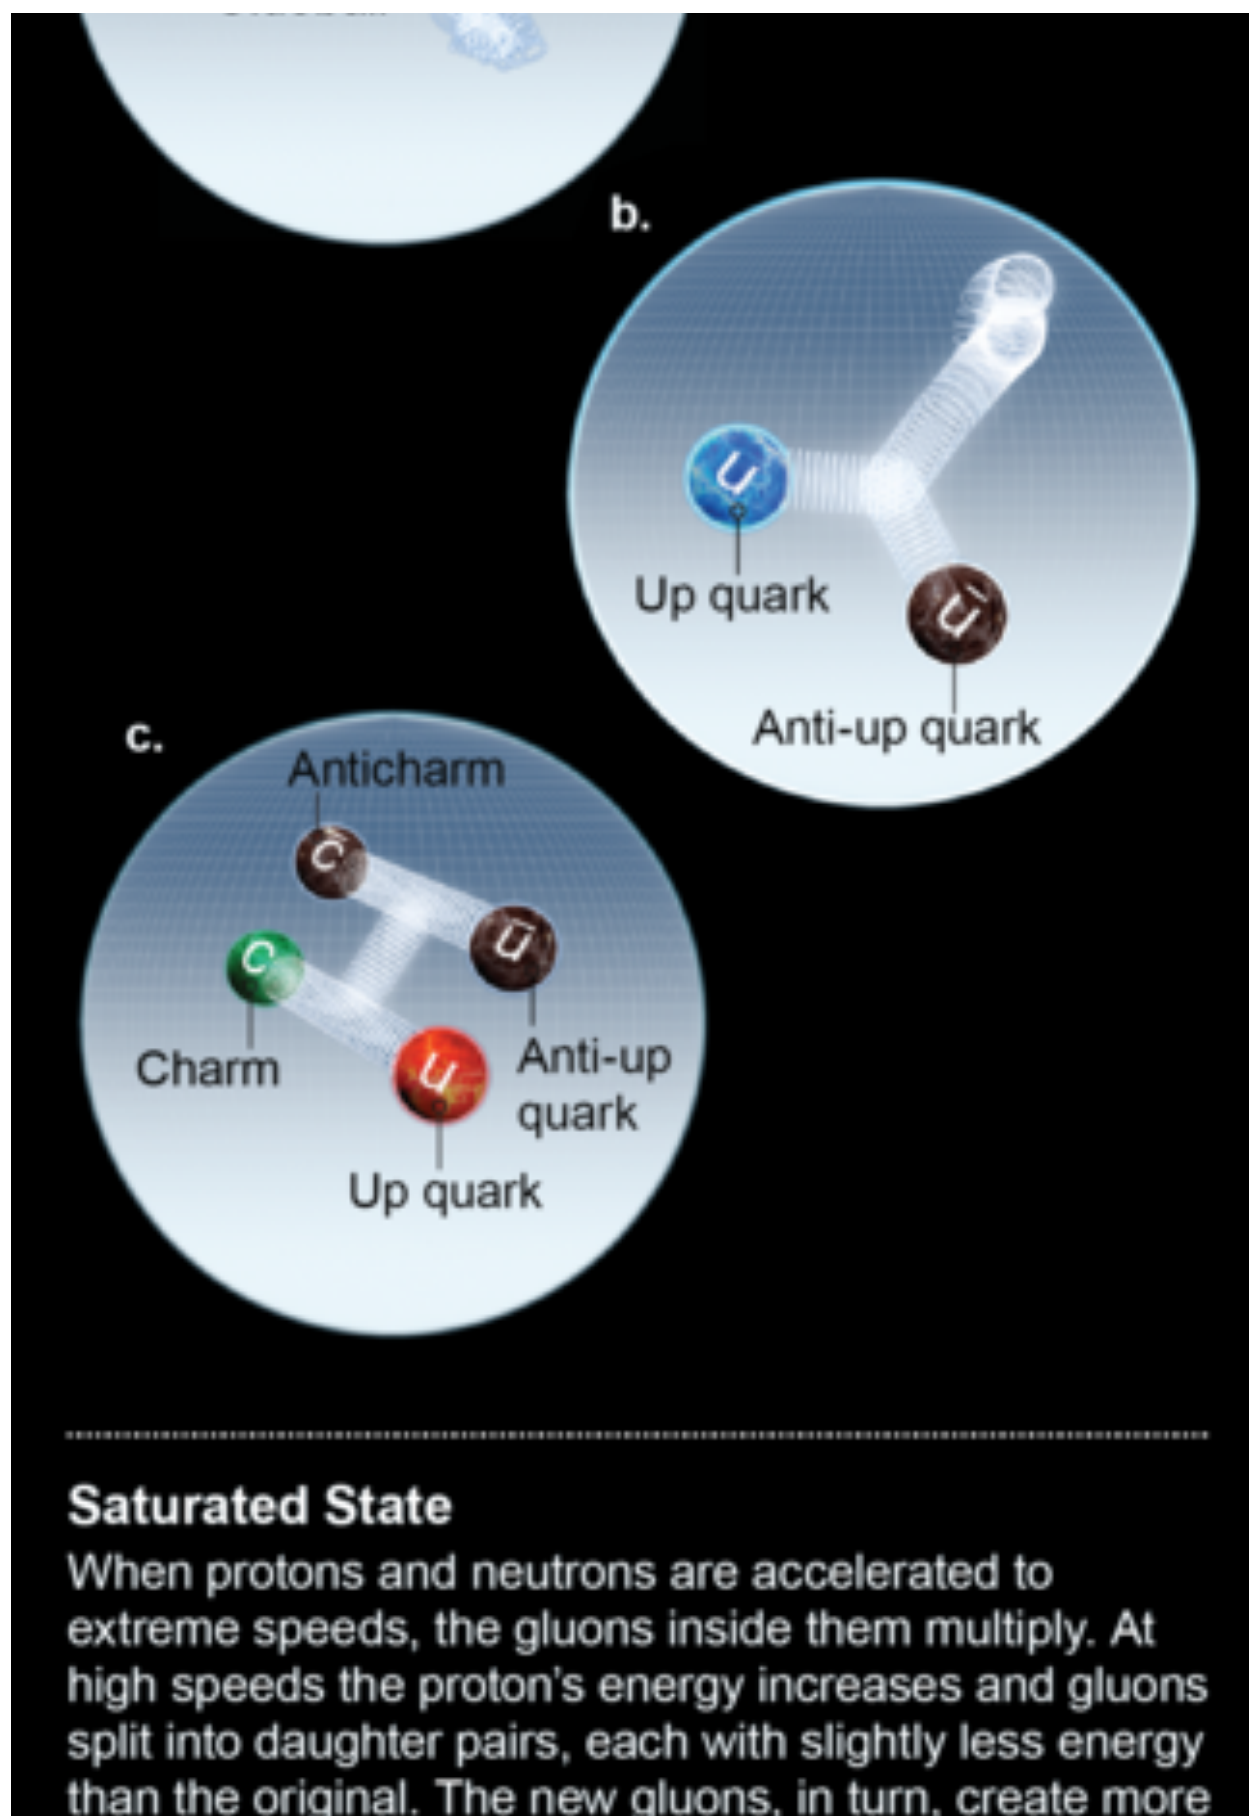 b.
u
Up quark
ū
Anti-up quark
c.
Anticharm
c̄
ū
c
Charm
Anti-up
quark
u
Up quark
Saturated State
When protons and neutrons are accelerated to
extreme speeds, the gluons inside them multiply. At
high speeds the proton’s energy increases and gluons
split into daughter pairs, each with slightly less energy
than the original. The new gluons, in turn, create more